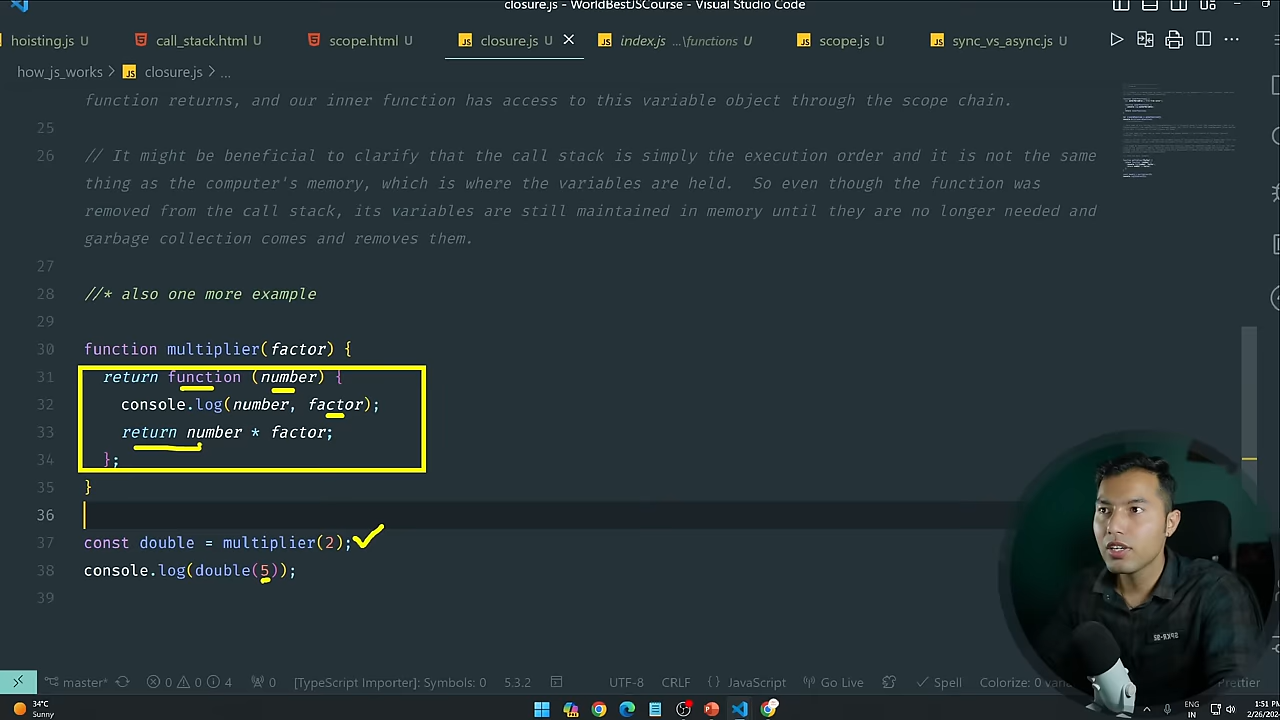 closure.js - WorldBestJSCourse - Visual Studio Code
hoisting.js U call_stack.html U scope.html U closure.js U index.js ...\functions U scope.js U sync_vs_async.js U
how_js_works > closure.js > ...
function returns, and our inner function has access to this variable object through the scope chain.
25
26 // It might be beneficial to clarify that the call stack is simply the execution order and it is not the same
thing as the computer's memory, which is where the variables are held.  So even though the function was
removed from the call stack, its variables are still maintained in memory until they are no longer needed and
garbage collection comes and removes them.
27
28 //* also one more example
29
30 function multiplier(factor) {
31 return function (number) {
32 console.log(number, factor);
33 return number * factor;
34 };
35 }
36
37 const double = multiplier(2);
38 console.log(double(5));
39
master* 0 0 4 0 [TypeScript Importer]: Symbols: 0 5.3.2 UTF-8 CRLF {} JavaScript Go Live Spell Colorize: 0 Prettier
34°C
Sunny
ENG
IN
1:51 P